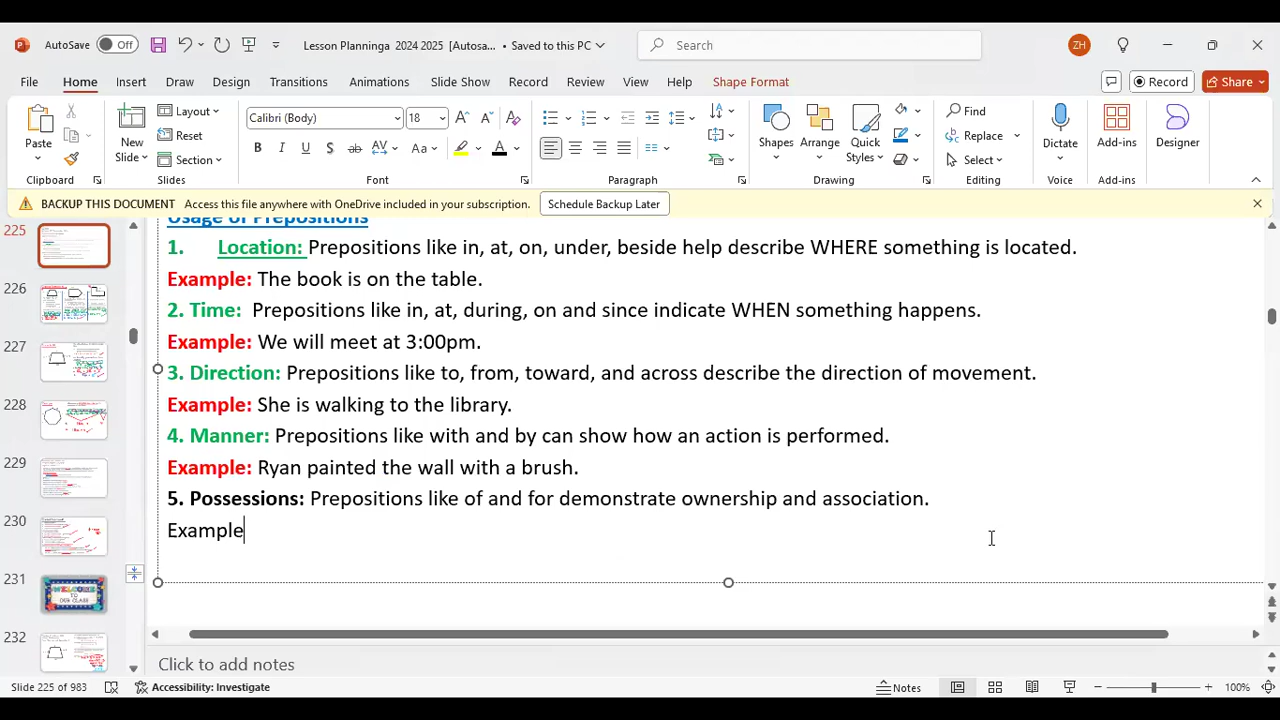 AutoSave Off Lesson Planninga 2024 2025 [Autosa... • Saved to this PC Search ZH
File Home Insert Draw Design Transitions Animations Slide Show Record Review View Help Shape Format Record Share
Paste New Slide Layout Reset Section Calibri (Body) 18 Shapes Arrange Quick Styles Find Replace Select Dictate Add-ins Designer
Clipboard Slides Font Paragraph Drawing Editing Voice Add-ins
BACKUP THIS DOCUMENT Access this file anywhere with OneDrive included in your subscription. Schedule Backup Later
Usage of Prepositions
1. Location: Prepositions like in, at, on, under, beside help describe WHERE something is located.
Example: The book is on the table.
2. Time: Prepositions like in, at, during, on and since indicate WHEN something happens.
Example: We will meet at 3:00pm.
3. Direction: Prepositions like to, from, toward, and across describe the direction of movement.
Example: She is walking to the library.
4. Manner: Prepositions like with and by can show how an action is performed.
Example: Ryan painted the wall with a brush.
5. Possessions: Prepositions like of and for demonstrate ownership and association.
Example
225
226
227
228
229
230
231
WELCOME TO OUR CLASS
232
Click to add notes
Slide 225 of 983 Accessibility: Investigate Notes 100%